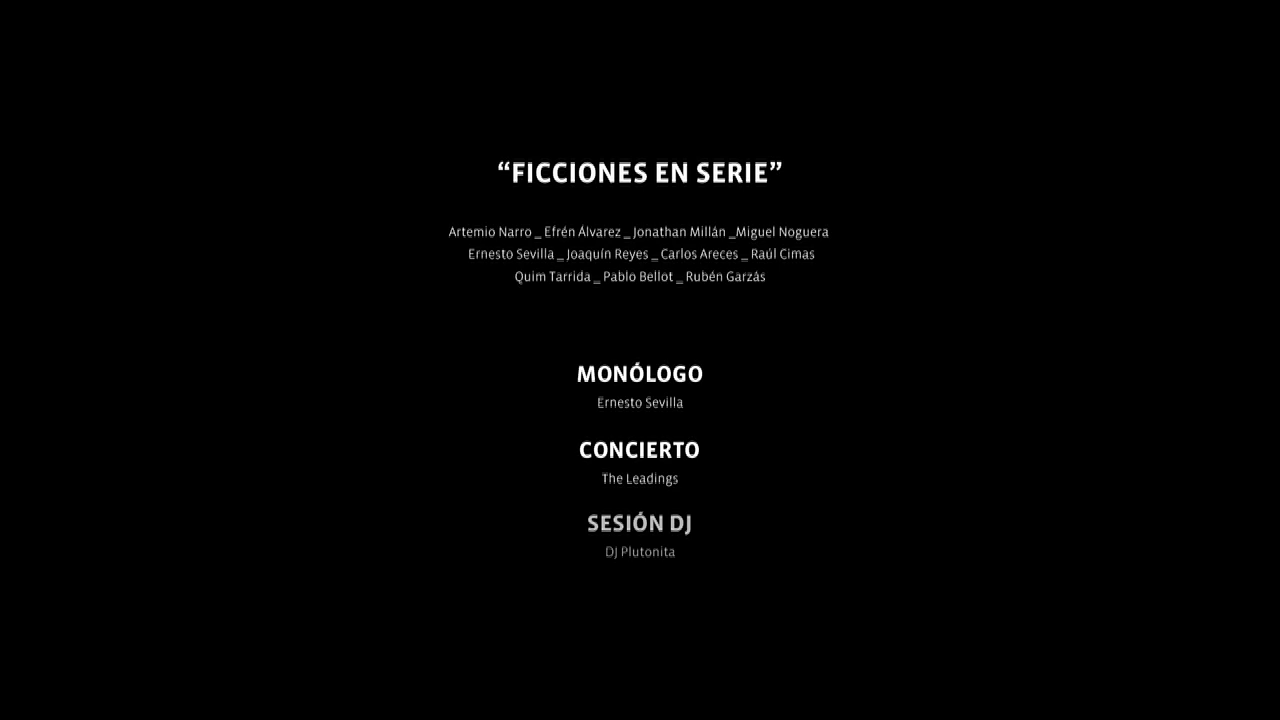 “FICCIONES EN SERIE”
Artemio Narro _ Efrén Álvarez _ Jonathan Millán _Miguel Noguera
Ernesto Sevilla _ Joaquín Reyes _ Carlos Areces _ Raúl Cimas
Quim Tarrida _ Pablo Bellot _ Rubén Garzás
MONÓLOGO
Ernesto Sevilla
CONCIERTO
The Leadings
SESIÓN DJ
DJ Plutonita